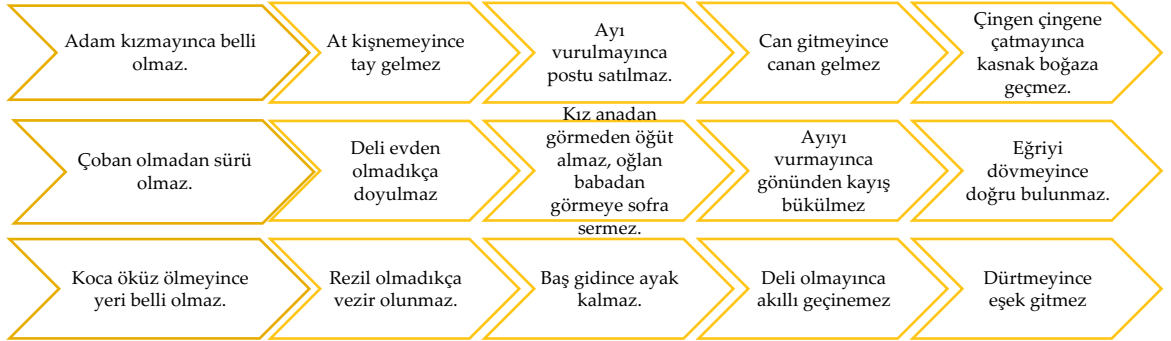 Adam kızmayınca belli
olmaz.
At kişnemeyince
tay gelmez
Ayı
vurulmayınca
postu satılmaz.
Can gitmeyince
canan gelmez
Çingen çingene
çatmayınca
kasnak boğaza
geçmez.
Çoban olmadan sürü
olmaz.
Deli evden
olmadıkça
doyulmaz
Kız anadan
görmeden öğüt
almaz, oğlan
babadan
görmeye sofra
sermez.
Ayıyı
vurmayınca
gönünden kayış
bükülmez
Eğriyi
dövmeyince
doğru bulunmaz.
Koca öküz ölmeyince
yeri belli olmaz.
Rezil olmadıkça
vezir olunmaz.
Baş gidince ayak
kalmaz.
Deli olmayınca
akıllı geçinemez
Dürtmeyince
eşek gitmez